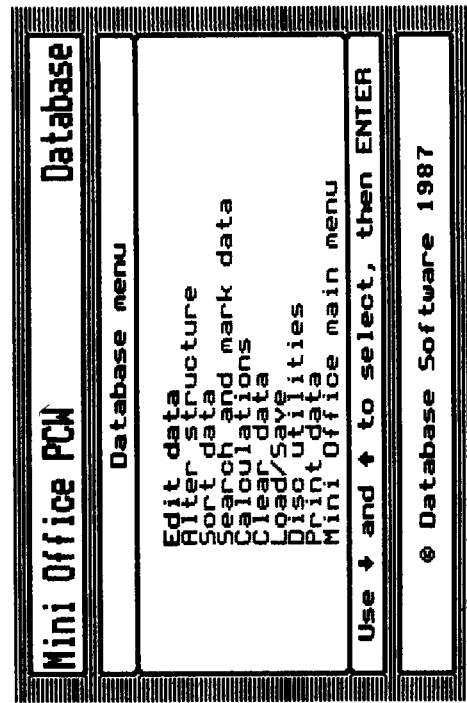 Mini Office PCW Database
Database menu
Edit data
Alter structure
Sort data
Search and mark data
Calculations
Clear data
Load/Save
Disc utilities
Print data
Mini Office main menu
Use ↓ and ↑ to select, then ENTER
© Database Software 1987